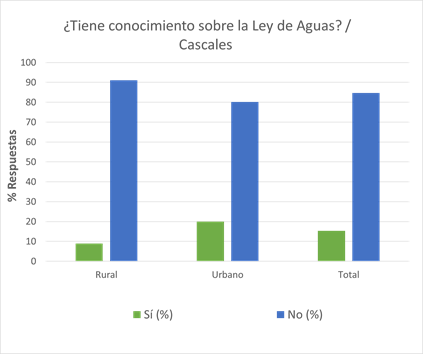 ¿Tiene conocimiento sobre la Ley de Aguas? /
Cascales
% Respuestas
100
90
80
70
60
50
40
30
20
10
0
Rural Urbano Total
Sí (%) No (%)